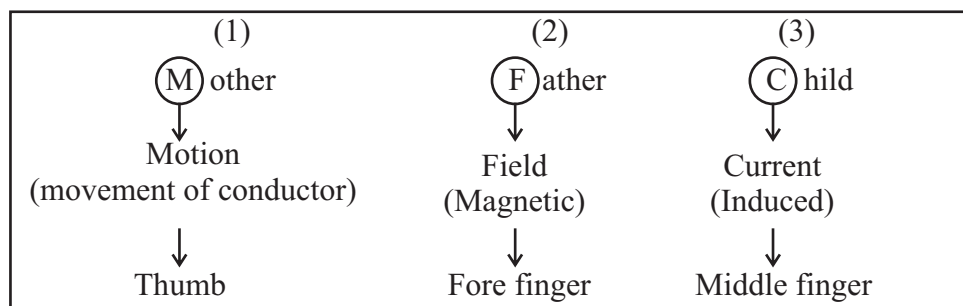 (1) (2) (3)
Mother Father Child
Motion Field Current
(movement of conductor) (Magnetic) (Induced)
Thumb Fore finger Middle finger